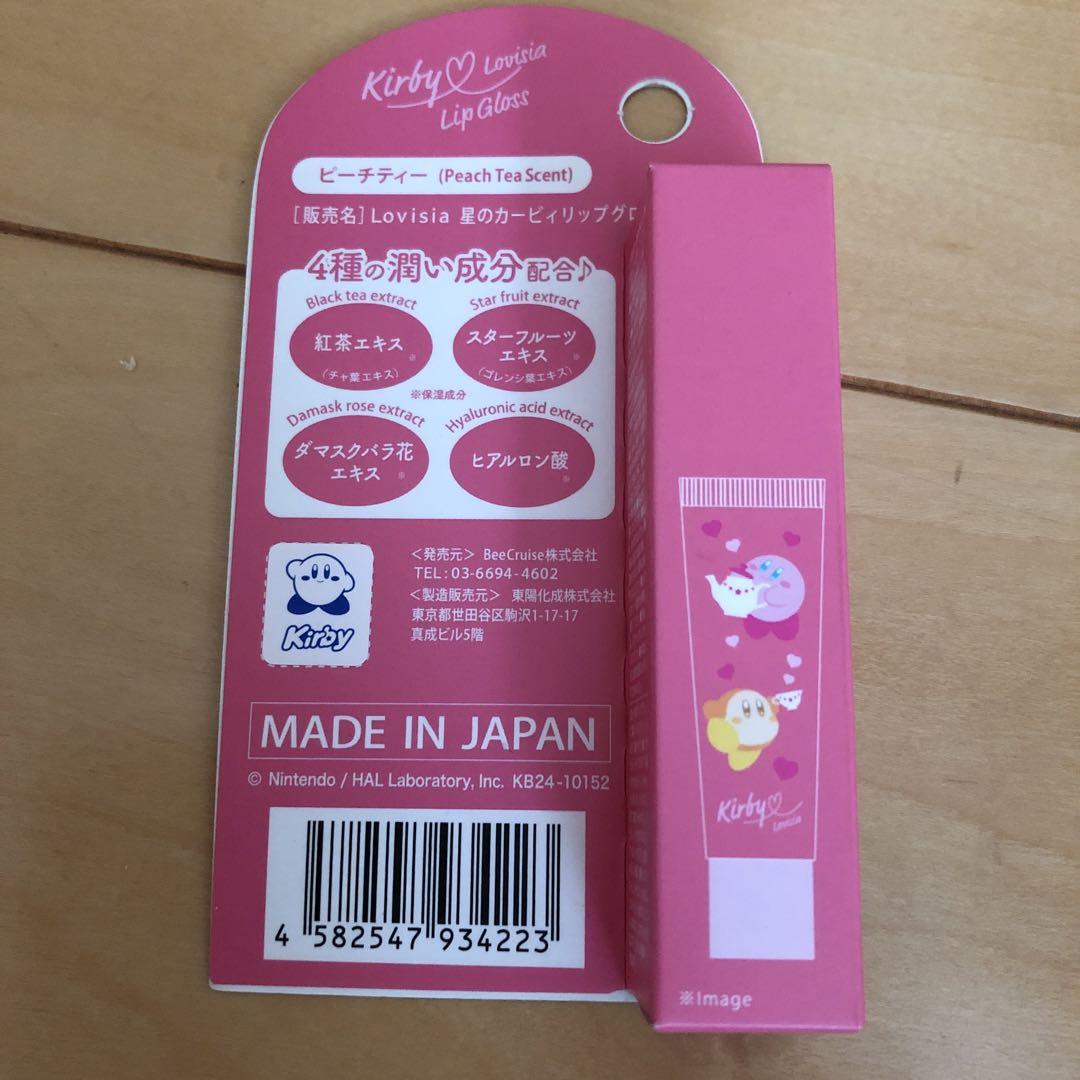 Kirby Lovisia
Lip Gloss
ピーチティー (Peach Tea Scent)
[販売名] Lovisia 星のカービィリップグロ
4種の潤い成分配合♪
Black tea extract
紅茶エキス※
(チャ葉エキス)
Star fruit extract
スターフルーツ
エキス※
(ゴレンシ葉エキス)
※保湿成分
Damask rose extract
ダマスクバラ花
エキス※
Hyaluronic acid extract
ヒアルロン酸※
<発売元> BeeCruise株式会社
TEL:03-6694-4602
<製造販売元> 東陽化成株式会社
東京都世田谷区駒沢1-17-17
真成ビル5階
Kirby
MADE IN JAPAN
© Nintendo / HAL Laboratory, Inc. KB24-10152
4 582547 934223
Kirby
Lovisia
※Image